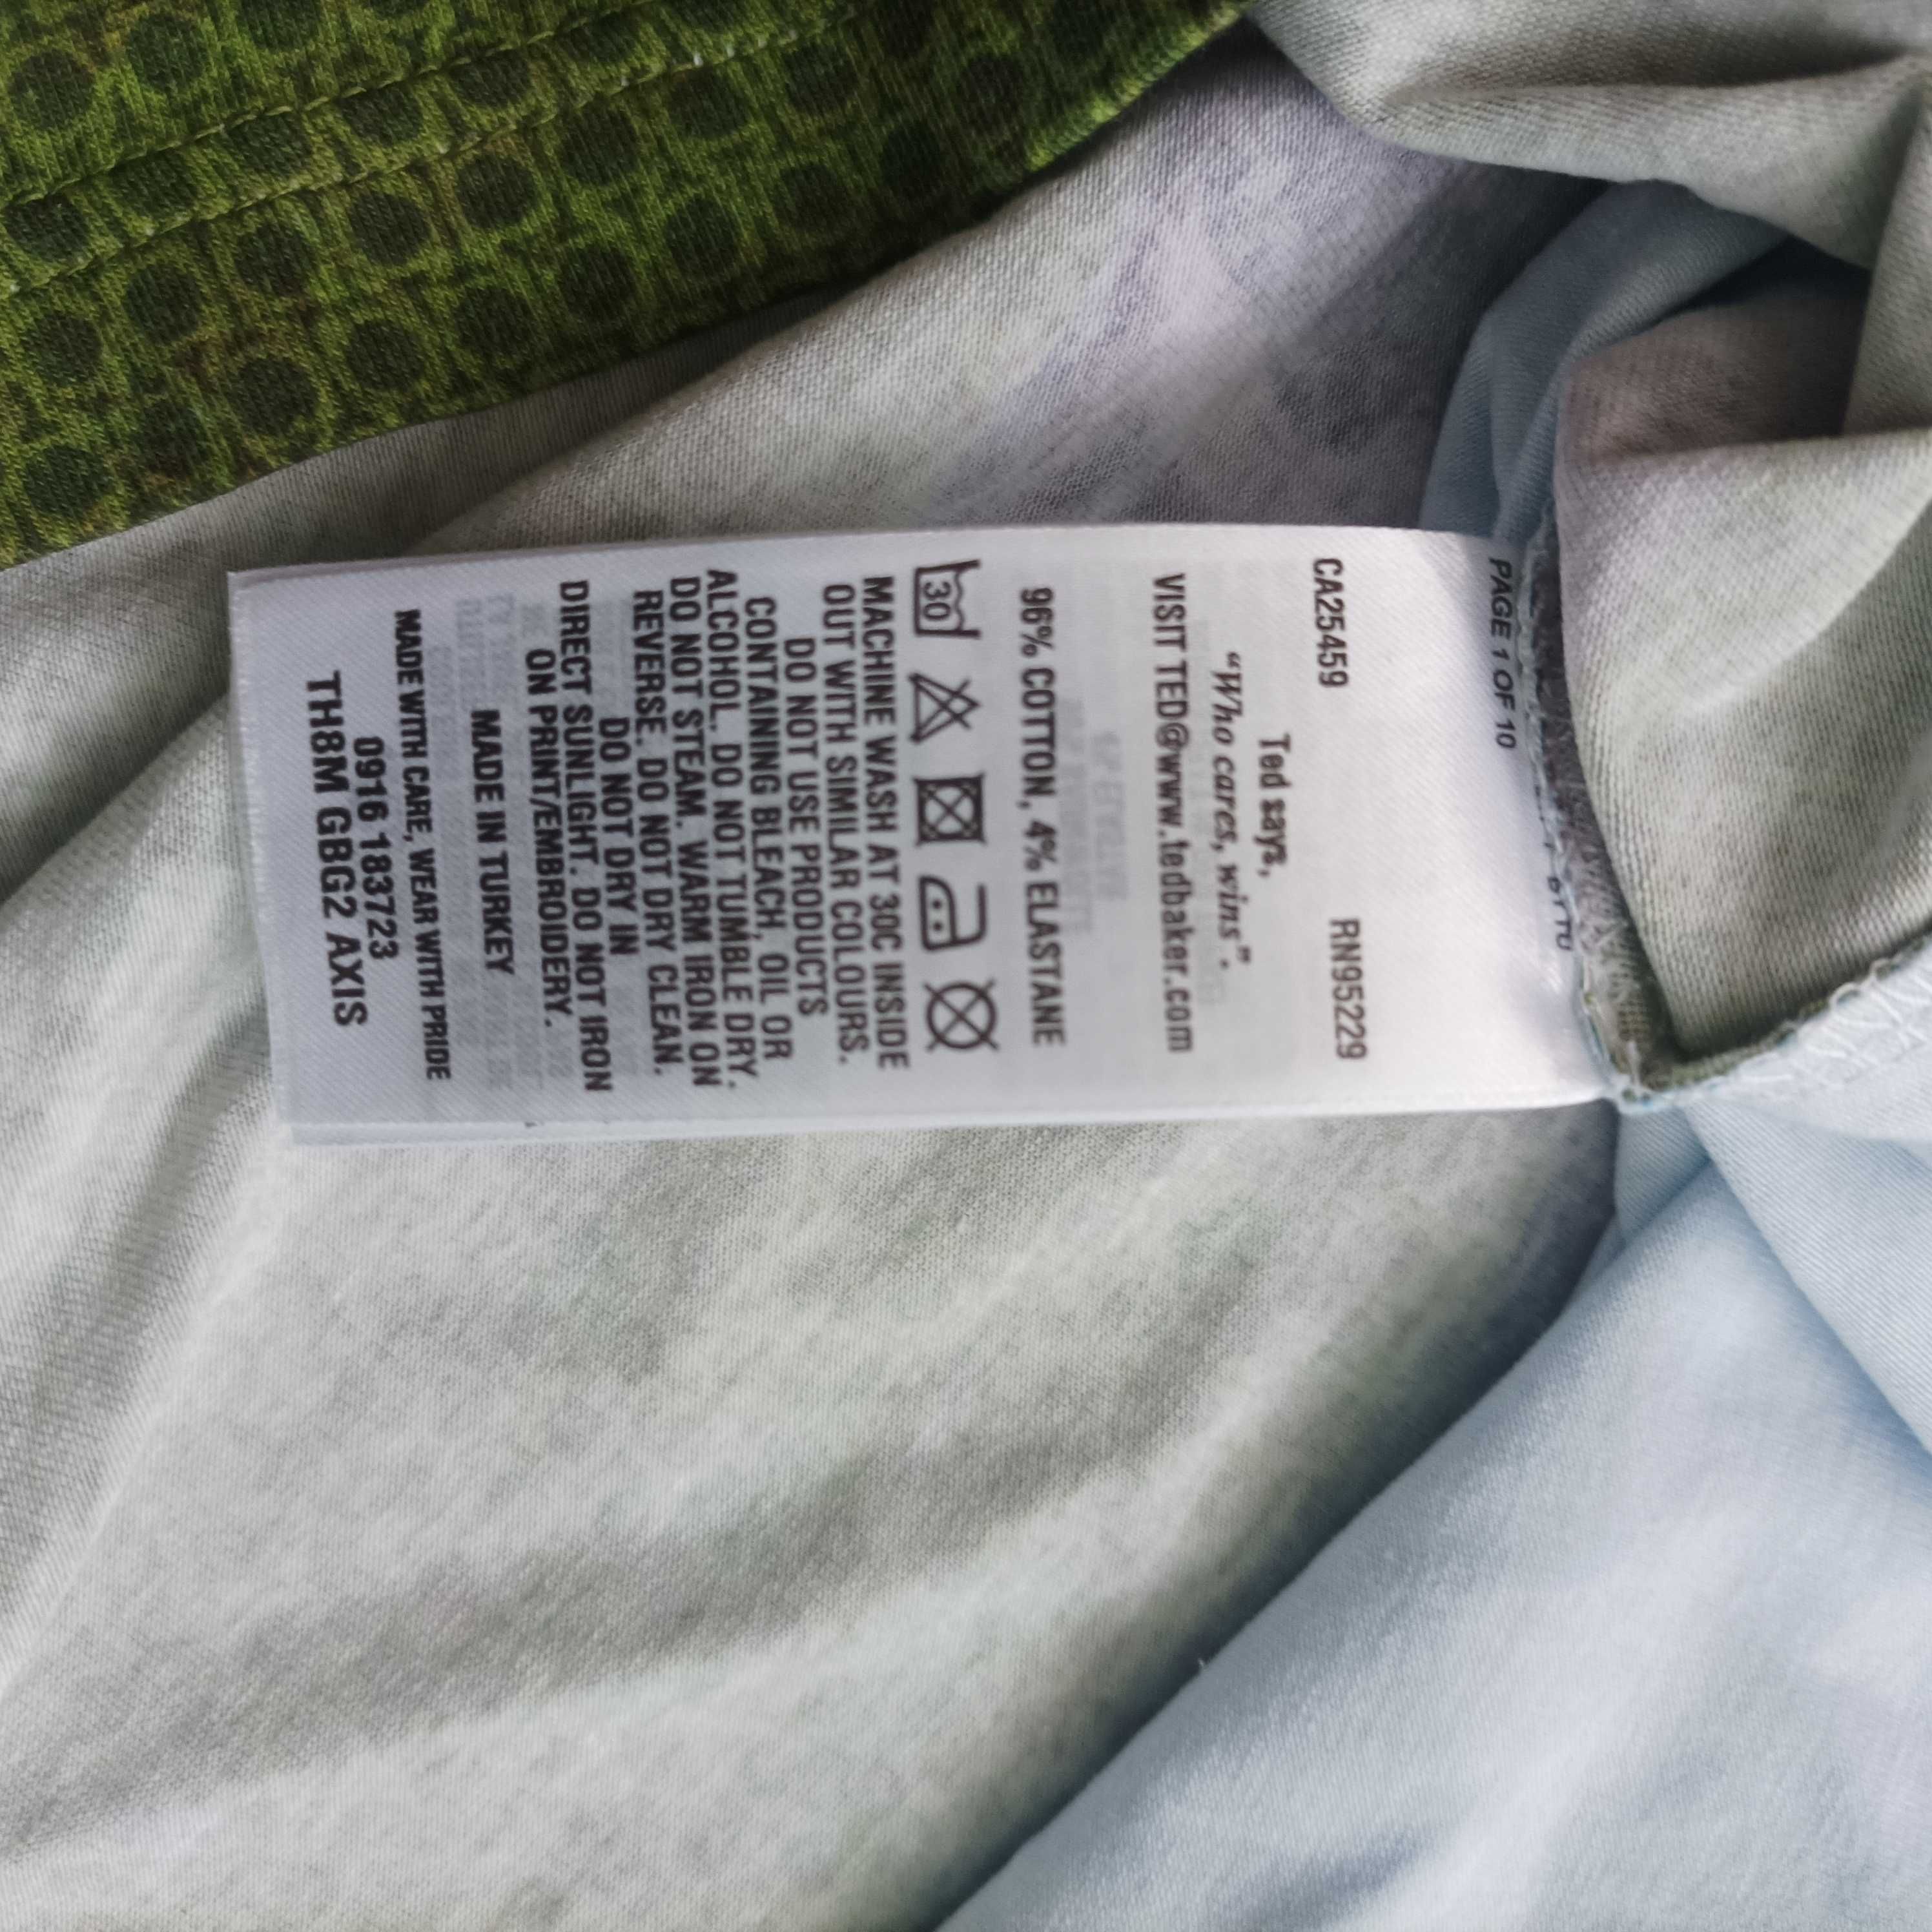 PAGE 1 OF 10
CA25459 RN95229
Ted says,
“Who cares, wins”.
VISIT TED@www.tedbaker.com
96% COTTON, 4% ELASTANE
30
MACHINE WASH AT 30C INSIDE
OUT WITH SIMILAR COLOURS.
DO NOT USE PRODUCTS
CONTAINING BLEACH, OIL OR
ALCOHOL. DO NOT TUMBLE DRY.
DO NOT STEAM. WARM IRON ON
REVERSE. DO NOT DRY CLEAN.
DO NOT DRY IN
DIRECT SUNLIGHT. DO NOT IRON
ON PRINT/EMBROIDERY.
MADE IN TURKEY
MADE WITH CARE, WEAR WITH PRIDE
0916 183723
TH8M GBG2 AXIS